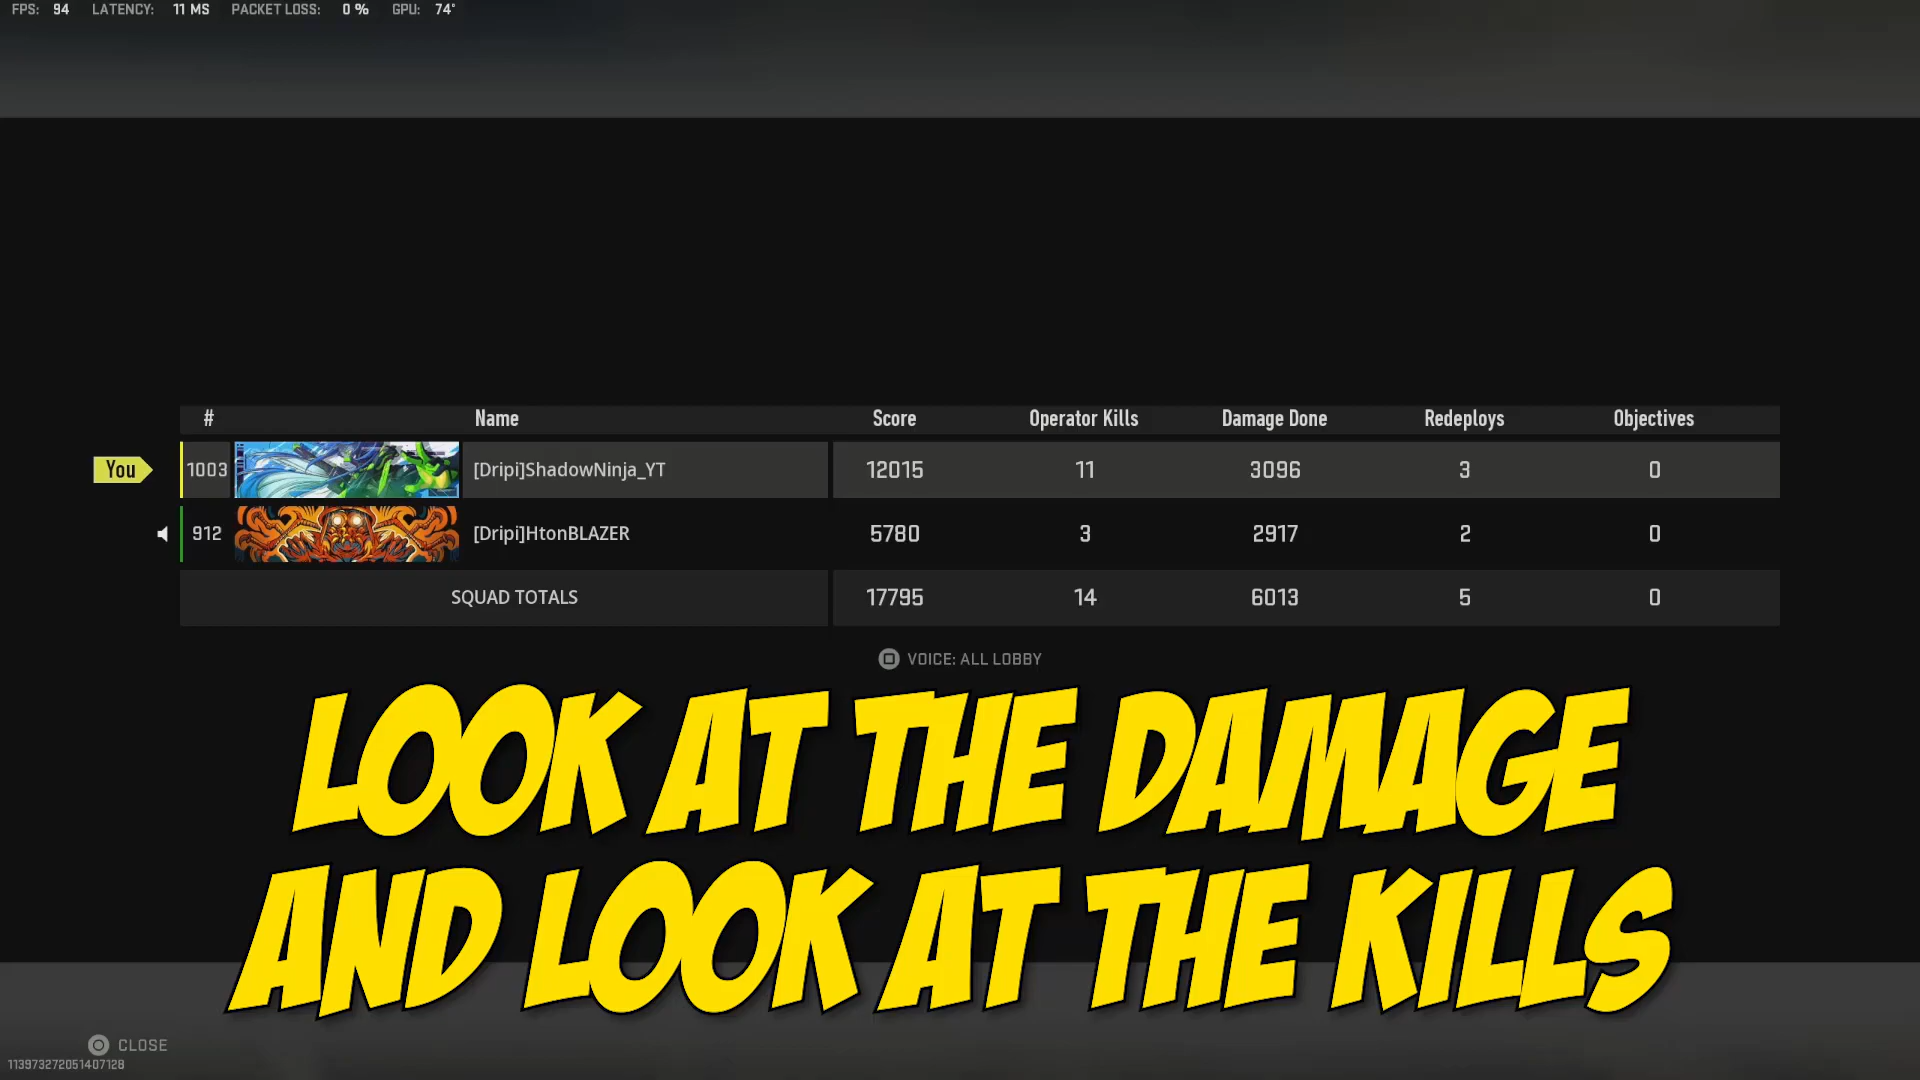 FPS: 94 LATENCY: 11 MS PACKET LOSS: 0 % GPU: 74°
# Name Score Operator Kills Damage Done Redeploys Objectives
You 1003 [Dripi]ShadowNinja_YT 12015 11 3096 3 0
912 [Dripi]HtonBLAZER 5780 3 2917 2 0
SQUAD TOTALS 17795 14 6013 5 0
VOICE: ALL LOBBY
LOOK AT THE DAMAGE
AND LOOK AT THE KILLS
CLOSE
113973272051407128